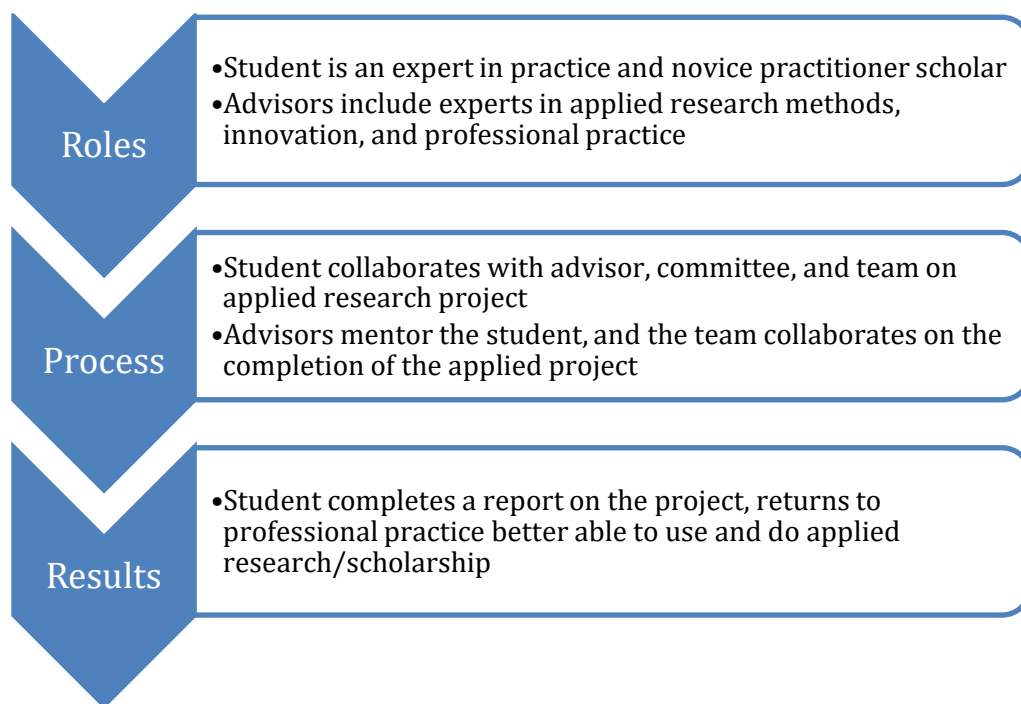 Roles
•Student is an expert in practice and novice practitioner scholar
•Advisors include experts in applied research methods,
innovation, and professional practice
Process
•Student collaborates with advisor, committee, and team on
applied research project
•Advisors mentor the student, and the team collaborates on the
completion of the applied project
Results
•Student completes a report on the project, returns to
professional practice better able to use and do applied
research/scholarship